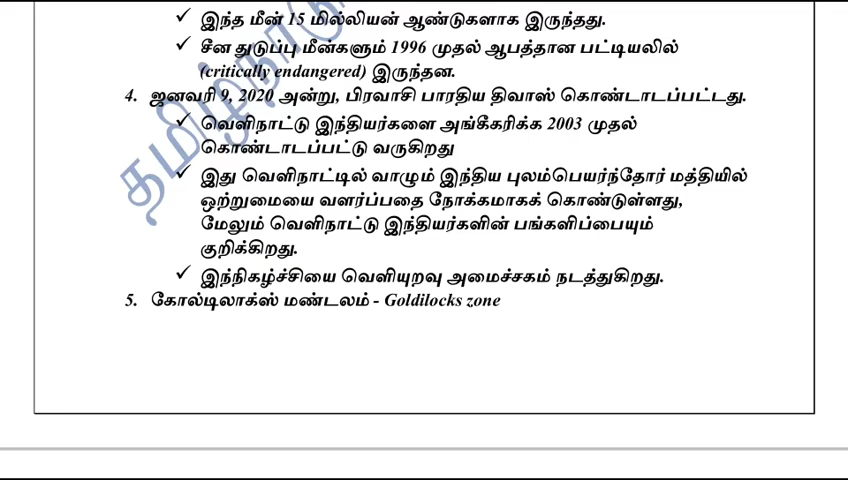 ✓ இந்த மீன் 15 மில்லியன் ஆண்டுகளாக இருந்தது.
✓ சீன துடுப்பு மீன்களும் 1996 முதல் ஆபத்தான பட்டியலில்
(critically endangered) இருந்தன.
4. ஜனவரி 9, 2020 அன்று, பிரவாசி பாரதிய திவாஸ் கொண்டாடப்பட்டது.
✓ வெளிநாட்டு இந்தியர்களை அங்கீகரிக்க 2003 முதல்
கொண்டாடப்பட்டு வருகிறது
✓ இது வெளிநாட்டில் வாழும் இந்திய புலம்பெயர்ந்தோர் மத்தியில்
ஒற்றுமையை வளர்ப்பதை நோக்கமாகக் கொண்டுள்ளது,
மேலும் வெளிநாட்டு இந்தியர்களின் பங்களிப்பையும்
குறிக்கிறது.
✓ இந்நிகழ்ச்சியை வெளியுறவு அமைச்சகம் நடத்துகிறது.
5. கோல்டிலாக்ஸ் மண்டலம் - Goldilocks zone
தமிழ்நாடு